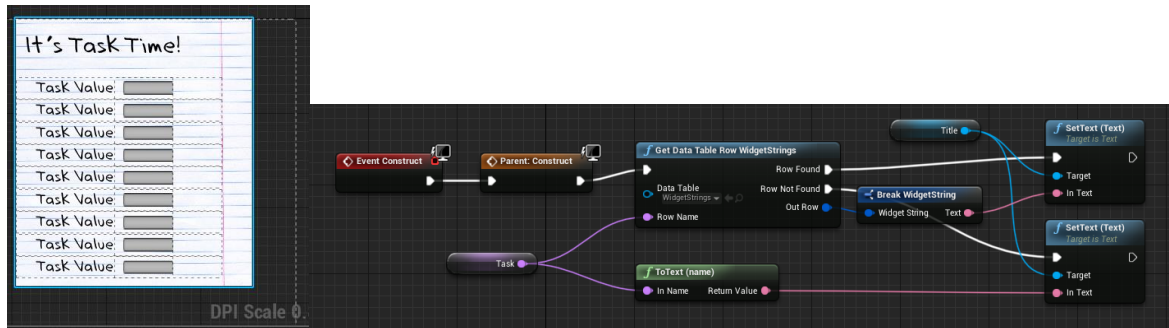 It's Task Time!
Task Value
Task Value
Task Value
Task Value
Task Value
Task Value
Task Value
Task Value
Task Value
DPI Scale 0.
Event Construct
Parent: Construct
f Get Data Table Row WidgetStrings
Row Found
Data Table
WidgetStrings
Row Not Found
Out Row
Row Name
Break WidgetString
Widget String Text
Title
f SetText (Text)
Target is Text
Target
In Text
f SetText (Text)
Target is Text
Target
In Text
Task
f ToText (name)
In Name Return Value